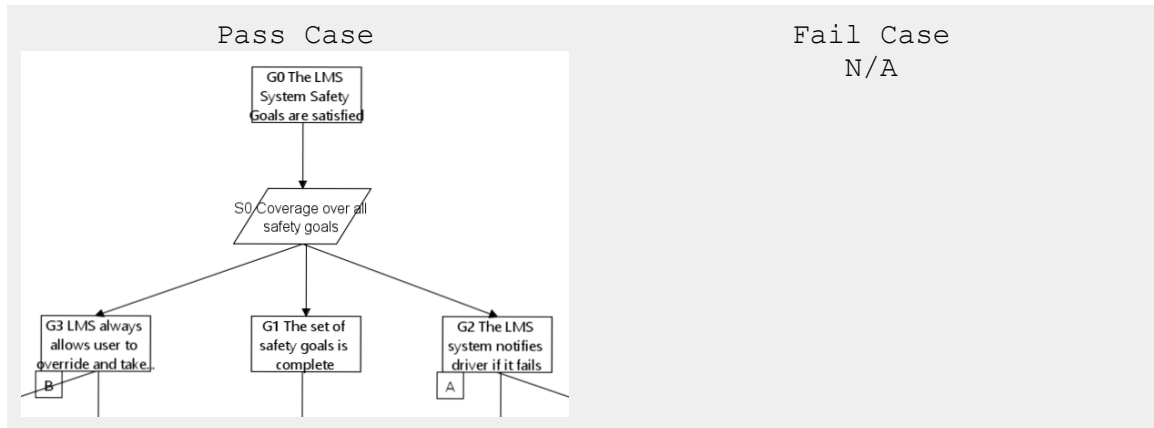 Pass Case
Fail Case
N/A
G0 The LMS
System Safety
Goals are satisfied
S0 Coverage over all
safety goals
G3 LMS always
allows user to
override and take...
B
G1 The set of
safety goals is
complete
G2 The LMS
system notifies
driver if it fails
A